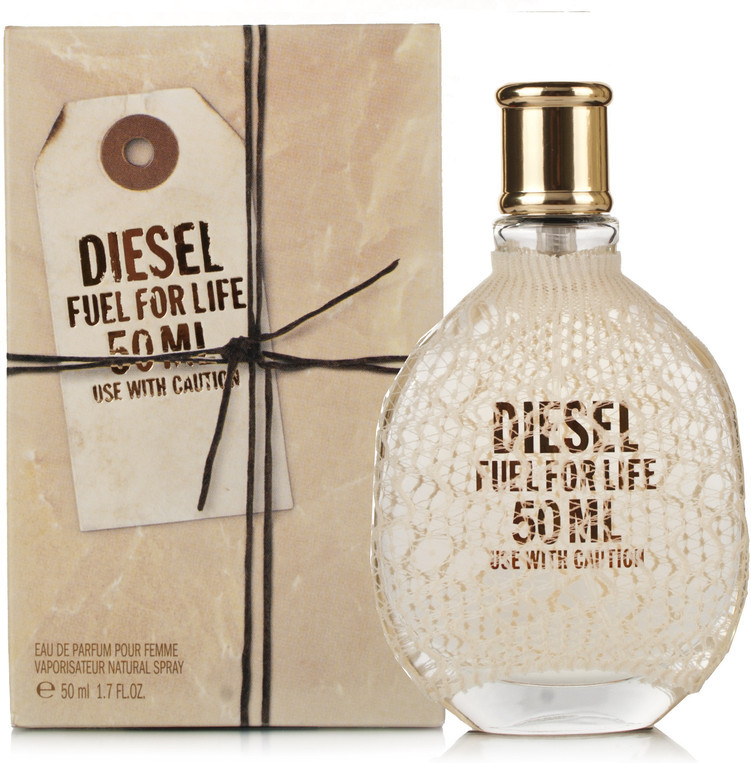 DIESEL
FUEL FOR LIFE
50 ML
USE WITH CAUTION
EAU DE PARFUM POUR FEMME
VAPORISATEUR NATURAL SPRAY
℮ 50 ml 1.7 FL.OZ.
DIESEL
FUEL FOR LIFE
50 ML
USE WITH CAUTION